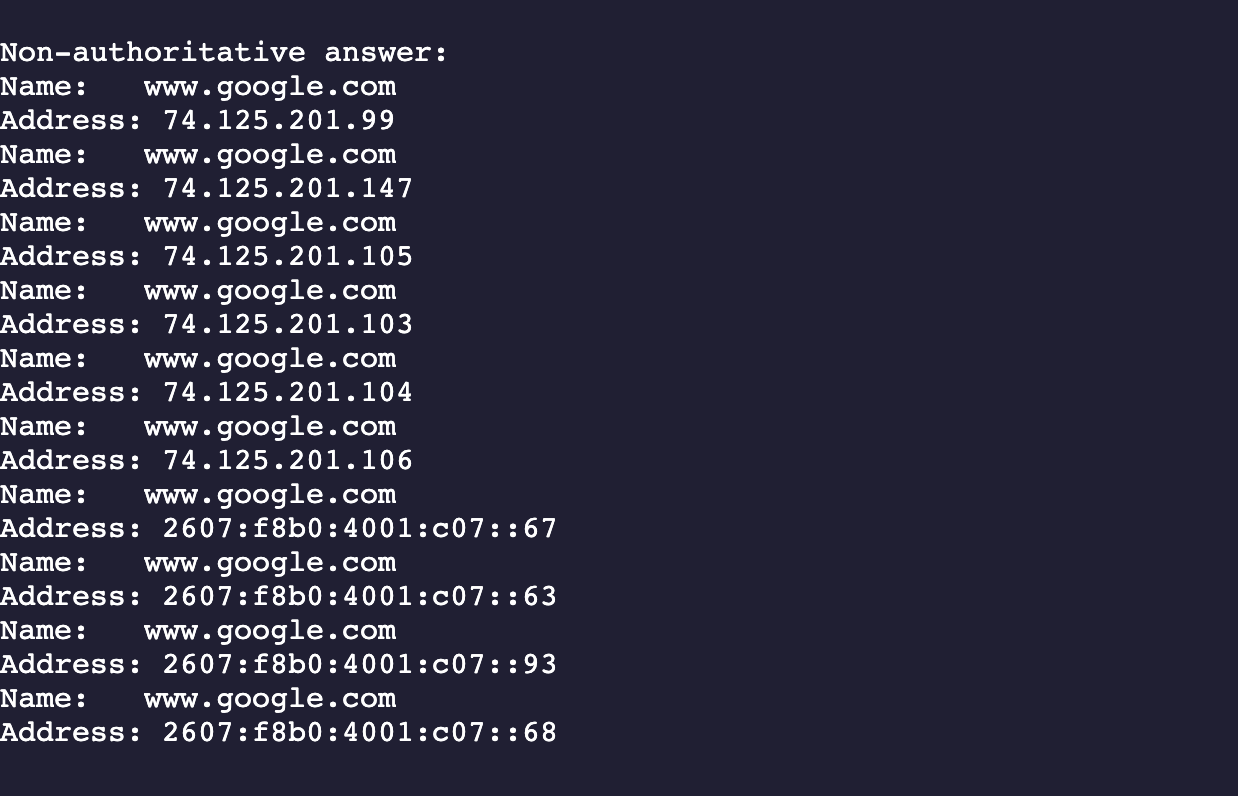 Non-authoritative answer:
Name:   www.google.com
Address: 74.125.201.99
Name:   www.google.com
Address: 74.125.201.147
Name:   www.google.com
Address: 74.125.201.105
Name:   www.google.com
Address: 74.125.201.103
Name:   www.google.com
Address: 74.125.201.104
Name:   www.google.com
Address: 74.125.201.106
Name:   www.google.com
Address: 2607:f8b0:4001:c07::67
Name:   www.google.com
Address: 2607:f8b0:4001:c07::63
Name:   www.google.com
Address: 2607:f8b0:4001:c07::93
Name:   www.google.com
Address: 2607:f8b0:4001:c07::68